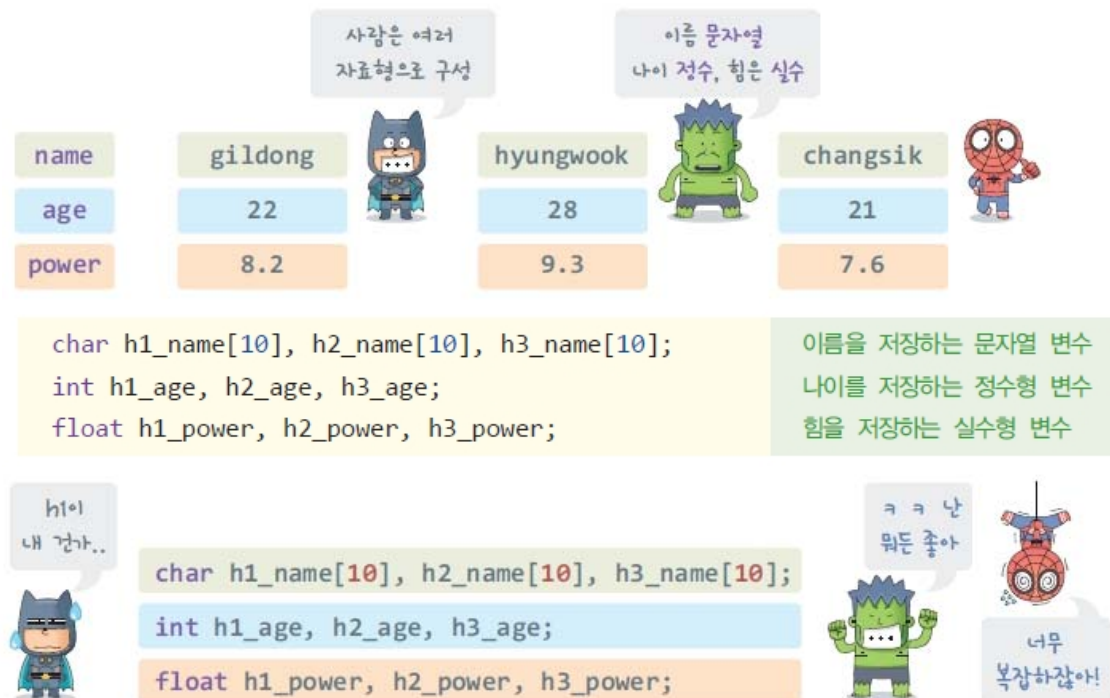 사람은 여러
자료형으로 구성
이름 문자열
나이 정수, 힘은 실수
name gildong hyungwook changsik
age 22 28 21
power 8.2 9.3 7.6
char h1_name[10], h2_name[10], h3_name[10]; 이름을 저장하는 문자열 변수
int h1_age, h2_age, h3_age; 나이를 저장하는 정수형 변수
float h1_power, h2_power, h3_power; 힘을 저장하는 실수형 변수
h1이
내 건가..
ㅋ ㅋ 난
뭐든 좋아
char h1_name[10], h2_name[10], h3_name[10];
int h1_age, h2_age, h3_age;
float h1_power, h2_power, h3_power;
너무
복잡하잖아!